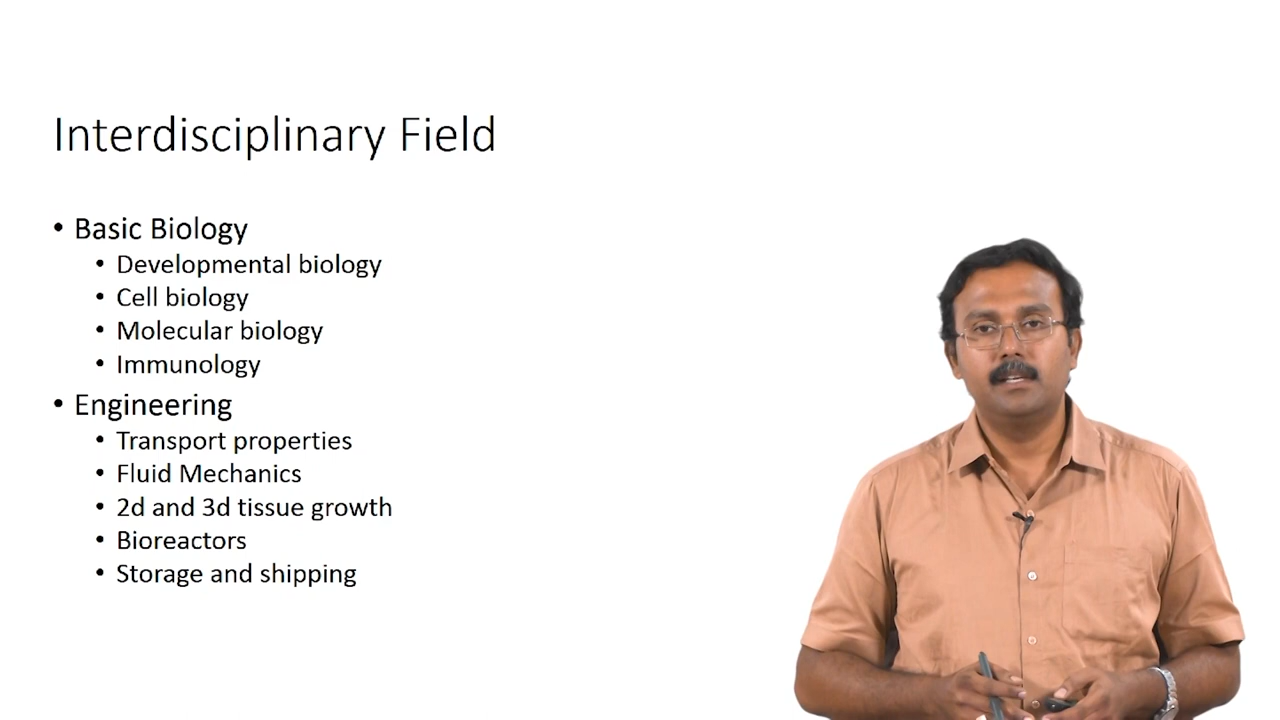 Interdisciplinary Field
• Basic Biology
• Developmental biology
• Cell biology
• Molecular biology
• Immunology
• Engineering
• Transport properties
• Fluid Mechanics
• 2d and 3d tissue growth
• Bioreactors
• Storage and shipping